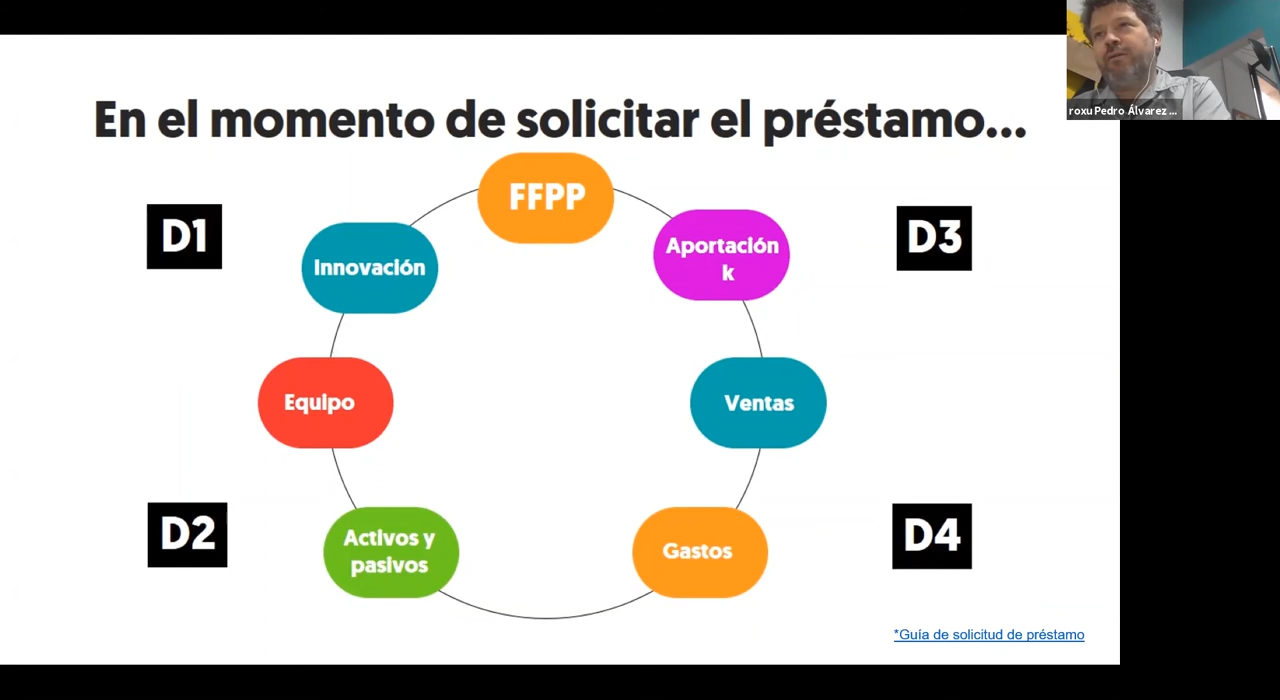 En el momento de solicitar el préstamo...
FFPP
Aportación
k
Ventas
Gastos
Activos y
pasivos
Equipo
Innovación
D1
D2
D3
D4
*Guía de solicitud de préstamo
roxu Pedro Álvarez ...